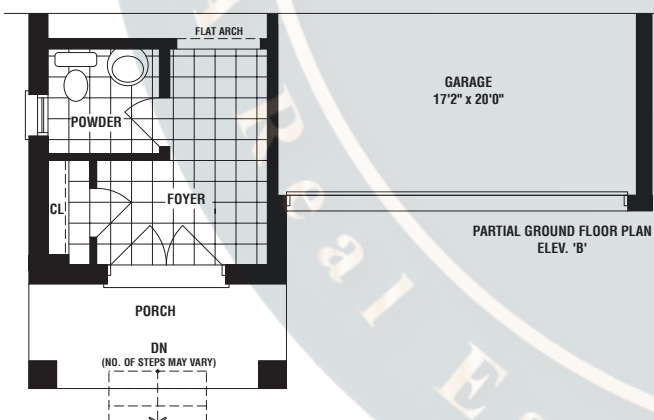 FLAT ARCH
GARAGE
17'2" x 20'0"
POWDER
CL
FOYER
PARTIAL GROUND FLOOR PLAN
ELEV. 'B'
PORCH
DN
(NO. OF STEPS MAY VARY)
Real